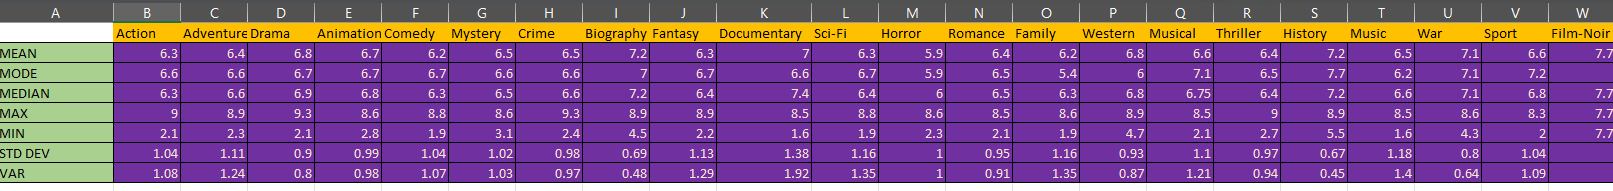 A B C D E F G H I J K L M N O P Q R S T U V W
Action Adventure Drama Animation Comedy Mystery Crime Biography Fantasy Documentary Sci-Fi Horror Romance Family Western Musical Thriller History Music War Sport Film-Noir
MEAN 6.3 6.4 6.8 6.7 6.2 6.5 6.5 7.2 6.3 7 6.3 5.9 6.4 6.2 6.8 6.6 6.4 7.2 6.5 7.1 6.6 7.7
MODE 6.6 6.6 6.7 6.7 6.7 6.6 6.6 7 6.7 6.6 6.7 5.9 6.5 5.4 6 7.1 6.5 7.7 6.2 7.1 7.2
MEDIAN 6.3 6.6 6.9 6.8 6.3 6.5 6.6 7.2 6.4 7.4 6.4 6 6.5 6.3 6.8 6.75 6.4 7.2 6.6 7.1 6.8 7.7
MAX 9 8.9 9.3 8.6 8.8 8.6 9.3 8.9 8.9 8.5 8.8 8.6 8.5 8.6 8.9 8.5 9 8.9 8.5 8.6 8.3 7.7
MIN 2.1 2.3 2.1 2.8 1.9 3.1 2.4 4.5 2.2 1.6 1.9 2.3 2.1 1.9 4.7 2.1 2.7 5.5 1.6 4.3 2 7.7
STD DEV 1.04 1.11 0.9 0.99 1.04 1.02 0.98 0.69 1.13 1.38 1.16 1 0.95 1.16 0.93 1.1 0.97 0.67 1.18 0.8 1.04
VAR 1.08 1.24 0.8 0.98 1.07 1.03 0.97 0.48 1.29 1.92 1.35 1 0.91 1.35 0.87 1.21 0.94 0.45 1.4 0.64 1.09